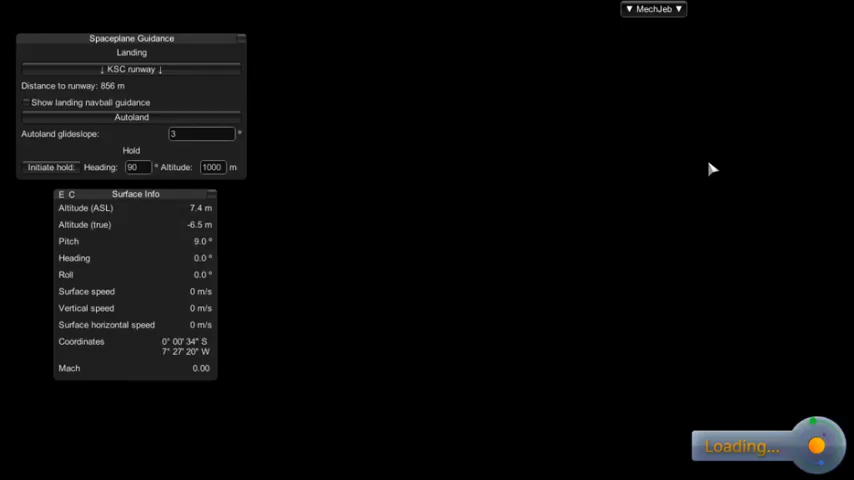 ▼ MechJeb ▼
Spaceplane Guidance
Landing
↓ KSC runway ↓
Distance to runway: 856 m
Show landing navball guidance
Autoland
Autoland glideslope: 3 °
Hold
Initiate hold: Heading: 90 ° Altitude: 1000 m
E C Surface Info
Altitude (ASL) 7.4 m
Altitude (true) -6.5 m
Pitch 9.0 °
Heading 0.0 °
Roll 0.0 °
Surface speed 0 m/s
Vertical speed 0 m/s
Surface horizontal speed 0 m/s
Coordinates 0° 00' 34" S
7° 27' 20" W
Mach 0.00
Loading...